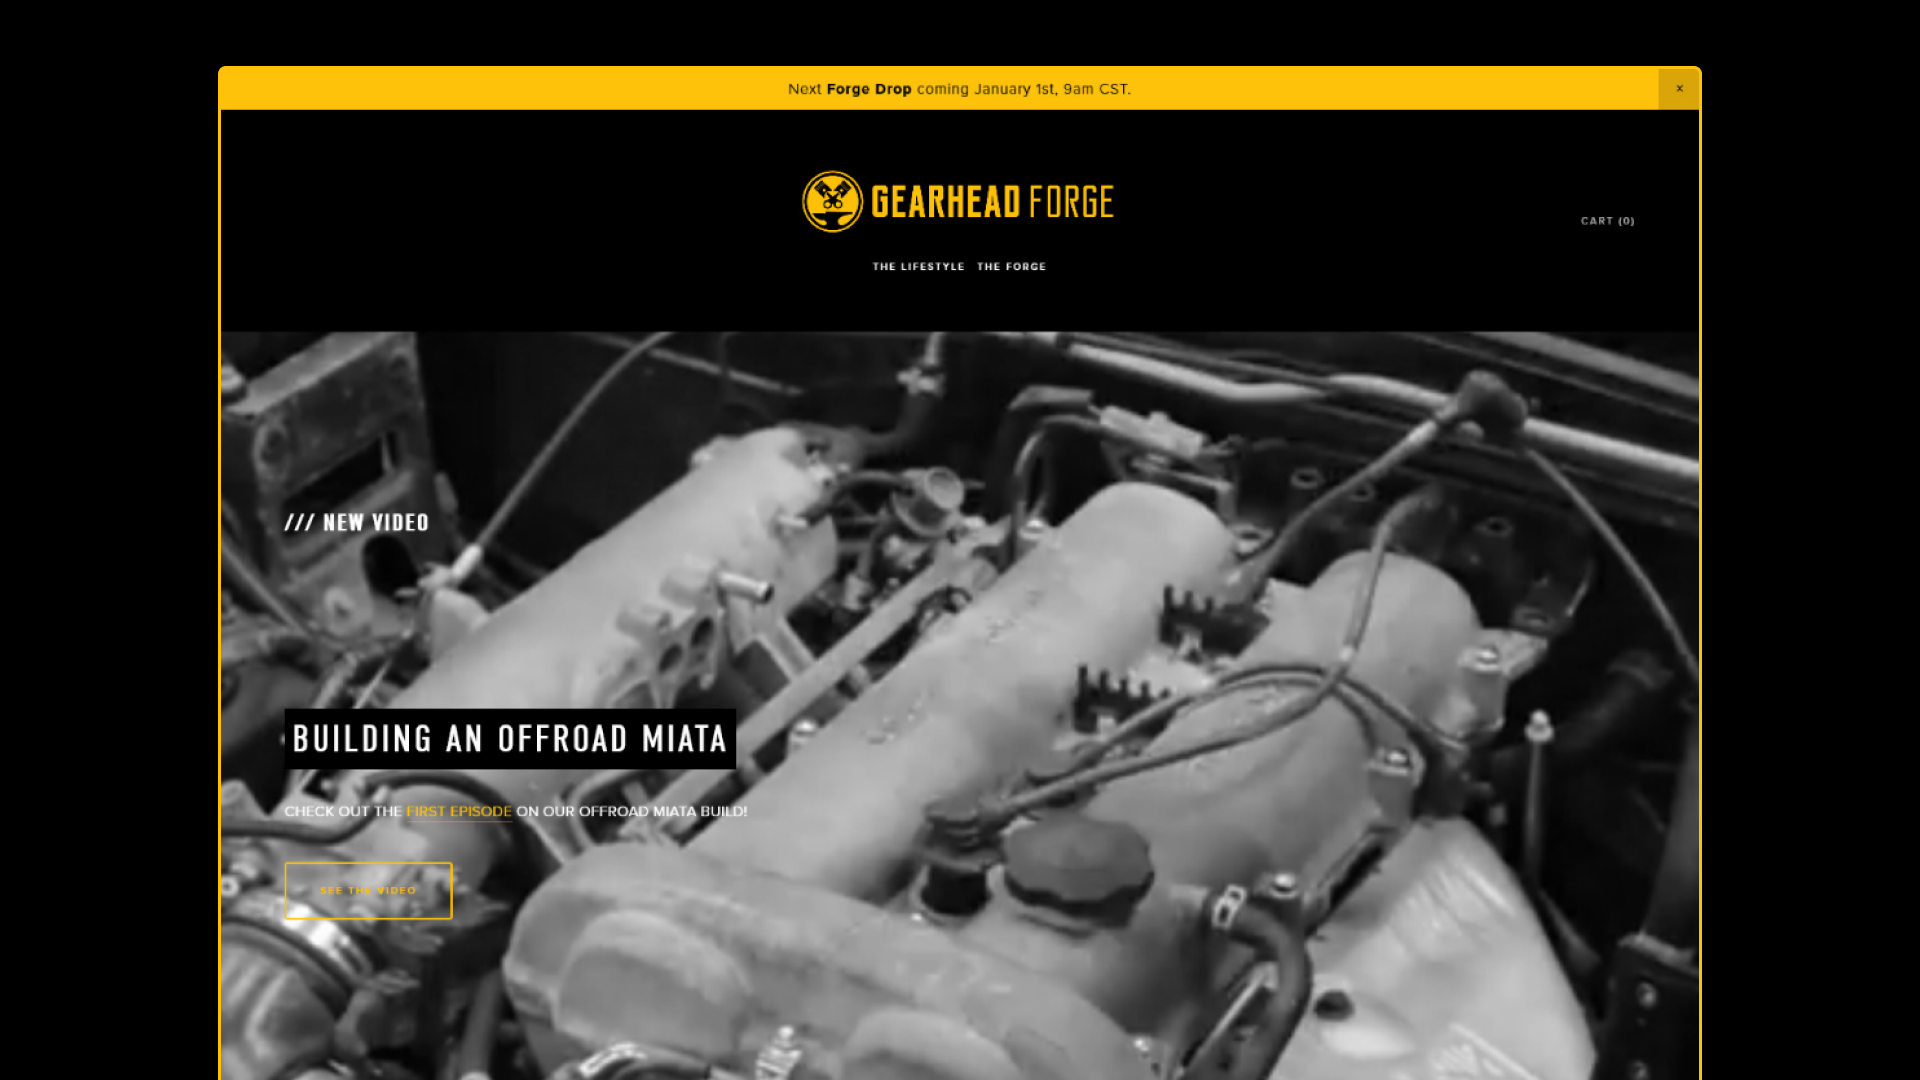 Next Forge Drop coming January 1st, 9am CST.
×
GEARHEAD FORGE
CART (0)
THE LIFESTYLE THE FORGE
/// NEW VIDEO
BUILDING AN OFFROAD MIATA
CHECK OUT THE FIRST EPISODE ON OUR OFFROAD MIATA BUILD!
SEE THE VIDEO